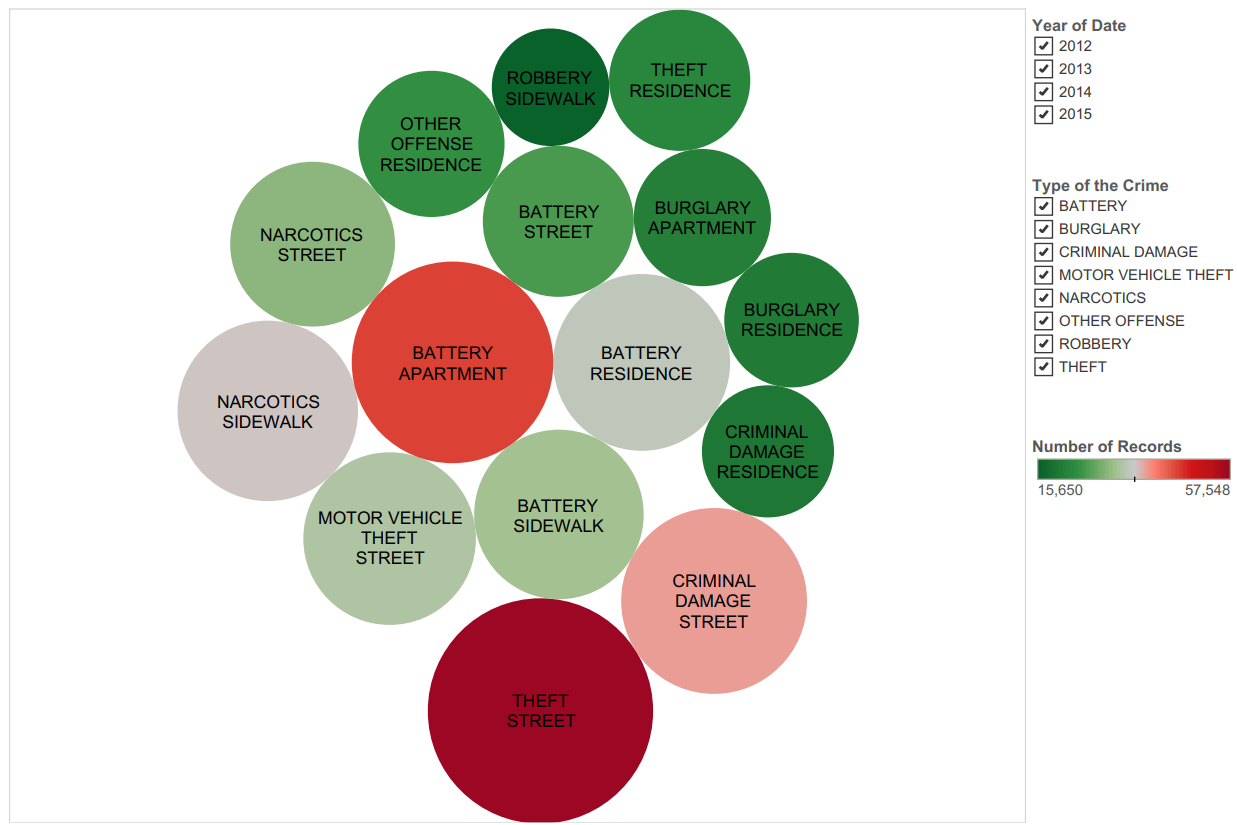 ROBBERY
SIDEWALK
THEFT
RESIDENCE
OTHER
OFFENSE
RESIDENCE
BATTERY
STREET
BURGLARY
APARTMENT
NARCOTICS
STREET
BURGLARY
RESIDENCE
BATTERY
APARTMENT
BATTERY
RESIDENCE
NARCOTICS
SIDEWALK
CRIMINAL
DAMAGE
RESIDENCE
MOTOR VEHICLE
THEFT
STREET
BATTERY
SIDEWALK
CRIMINAL
DAMAGE
STREET
THEFT
STREET
Year of Date
2012
2013
2014
2015
Type of the Crime
BATTERY
BURGLARY
CRIMINAL DAMAGE
MOTOR VEHICLE THEFT
NARCOTICS
OTHER OFFENSE
ROBBERY
THEFT
Number of Records
15,650 57,548